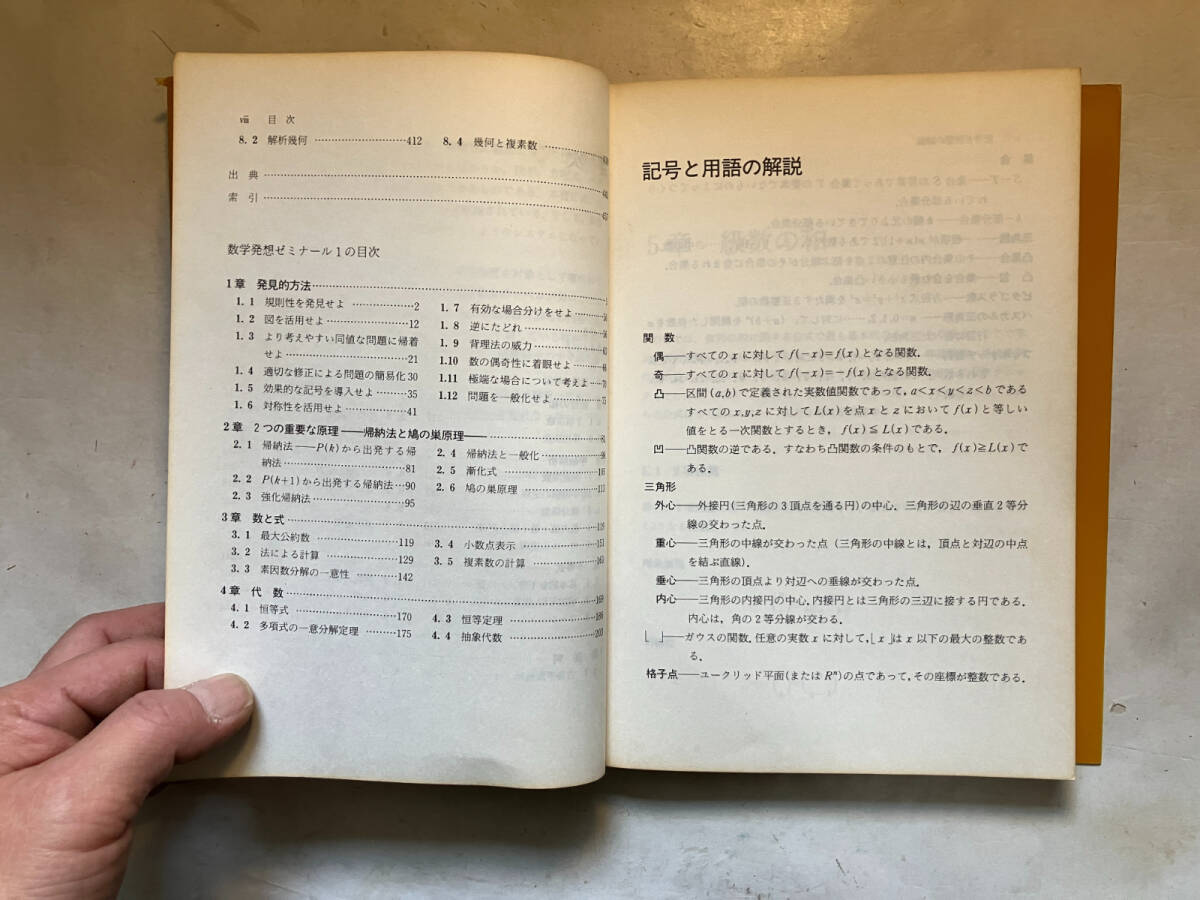 viii 目次
8.2 解析幾何 ………………412
8.4 幾何と複素数 …………
出典 …………
索引 …………
数学発想ゼミナール1の目次
1章 発見的方法 …………
1.1 規則性を発見せよ …………2
1.2 図を活用せよ …………12
1.3 より考えやすい同値な問題に帰着
せよ …………21
1.4 適切な修正による問題の簡易化 30
1.5 効果的な記号を導入せよ ……35
1.6 対称性を活用せよ …………41
1.7 有効な場合分けをせよ ……
1.8 逆にたどれ …………
1.9 背理法の威力 …………
1.10 数の偶奇性に着眼せよ ……
1.11 極端な場合について考えよ …
1.12 問題を一般化せよ …………
2章 2つの重要な原理――帰納法と鳩の巣原理―― …………
2.1 帰納法――P(k)から出発する帰
納法 …………81
2.2 P(k+1)から出発する帰納法 …90
2.3 強化帰納法 …………95
2.4 帰納法と一般化 …………
2.5 漸化式 …………
2.6 鳩の巣原理 …………
3章 数と式 …………
3.1 最大公約数 …………119
3.2 法による計算 …………129
3.3 素因数分解の一意性 …………142
3.4 小数点表示 …………151
3.5 複素数の計算 …………
4章 代数 …………
4.1 恒等式 …………170
4.2 多項式の一意分解定理 ………175
4.3 恒等定理 …………
4.4 抽象代数 …………
記号と用語の解説
関数
偶――すべての x に対して f(−x)=f(x) となる関数.
奇――すべての x に対して f(−x)=−f(x) となる関数.
凸――区間 (a,b) で定義された実数値関数であって, a<x<y<z<b である
すべての x,y,z に対して L(x) を点 x と z において f(x) と等しい
値をとる一次関数とするとき, f(x)≦L(x) である.
凹――凸関数の逆である. すなわち凸関数の条件のもとで, f(x)≧L(x) で
ある.
三角形
外心――外接円(三角形の3頂点を通る円)の中心. 三角形の辺の垂直2等分
線の交わった点.
重心――三角形の中線が交わった点 (三角形の中線とは, 頂点と対辺の中点
を結ぶ直線).
垂心――三角形の頂点より対辺への垂線が交わった点.
内心――三角形の内接円の中心. 内接円とは三角形の三辺に接する円である.
内心は, 角の2等分線が交わる.
⌊ ⌋――ガウスの関数. 任意の実数 x に対して, ⌊x⌋ は x 以下の最大の整数であ
る.
格子点――ユークリッド平面(または Rⁿ)の点であって, その座標が整数である.